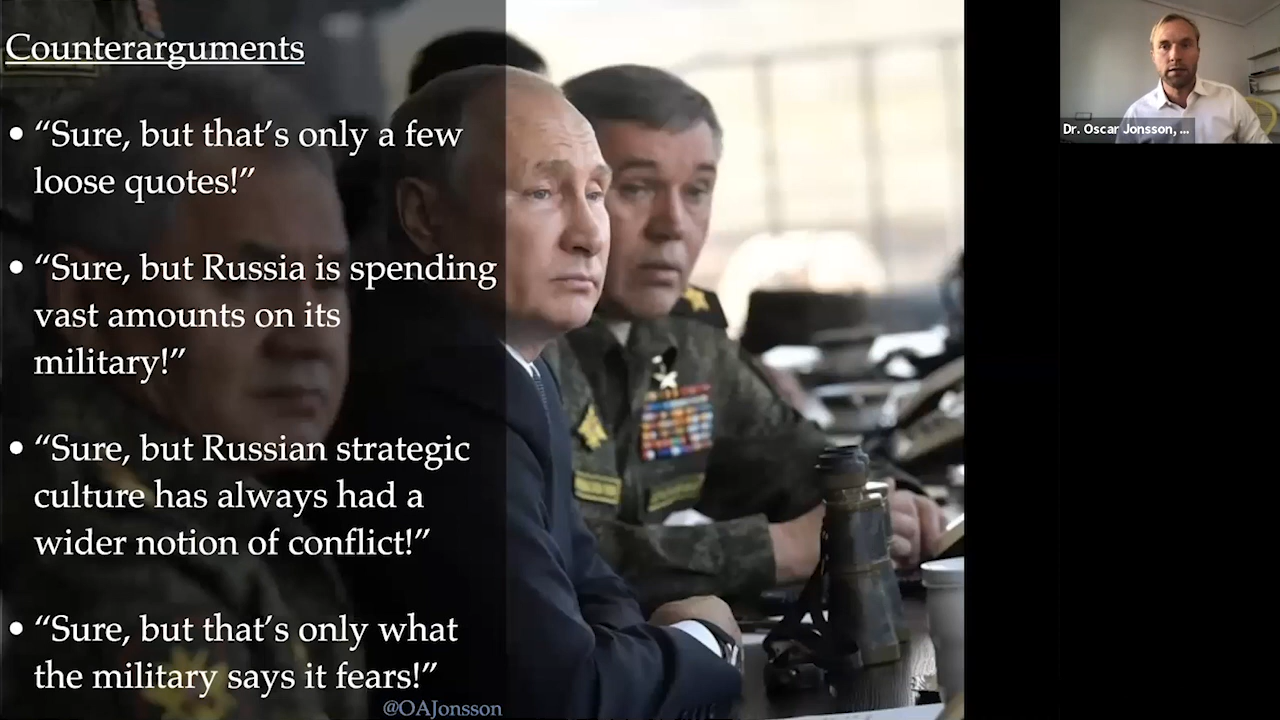 Counterarguments
• “Sure, but that’s only a few
loose quotes!”
• “Sure, but Russia is spending
vast amounts on its
military!”
• “Sure, but Russian strategic
culture has always had a
wider notion of conflict!”
• “Sure, but that’s only what
the military says it fears!”
@OAJonsson
Dr. Oscar Jonsson, ...